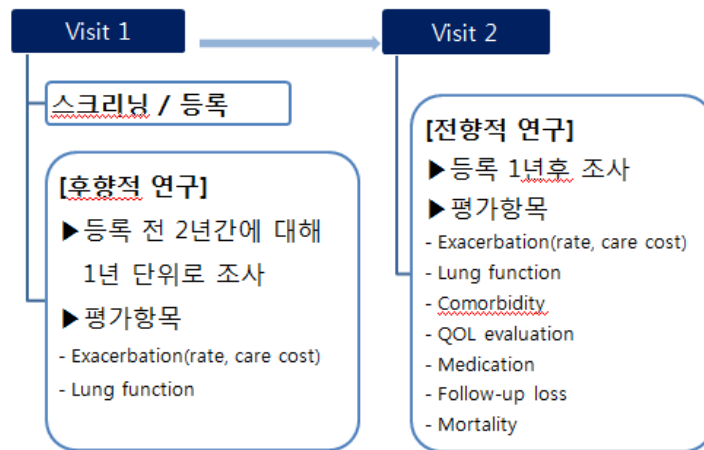 Visit 1
스크리닝 / 등록
[후향적 연구]
▶등록 전 2년간에 대해
1년 단위로 조사
▶평가항목
- Exacerbation(rate, care cost)
- Lung function
Visit 2
[전향적 연구]
▶등록 1년후 조사
▶평가항목
- Exacerbation(rate, care cost)
- Lung function
- Comorbidity
- QOL evaluation
- Medication
- Follow-up loss
- Mortality